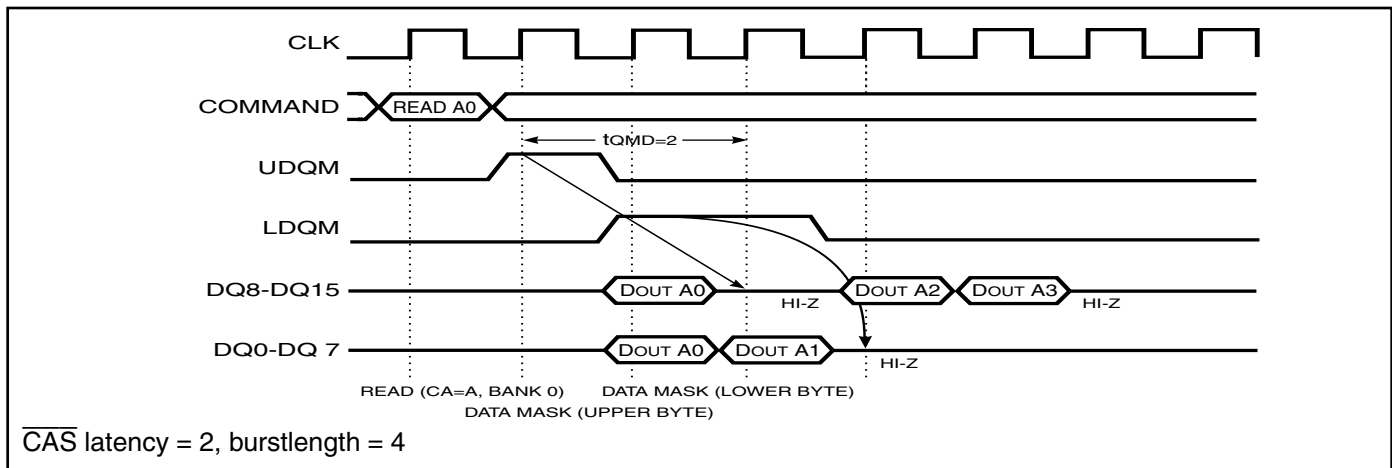 CLK
COMMAND READ A0
tQMD=2
UDQM
LDQM
DQ8-DQ15 DOUT A0 HI-Z DOUT A2 DOUT A3 HI-Z
DQ0-DQ 7 DOUT A0 DOUT A1 HI-Z
READ (CA=A, BANK 0) DATA MASK (LOWER BYTE)
DATA MASK (UPPER BYTE)
CAS latency = 2, burstlength = 4